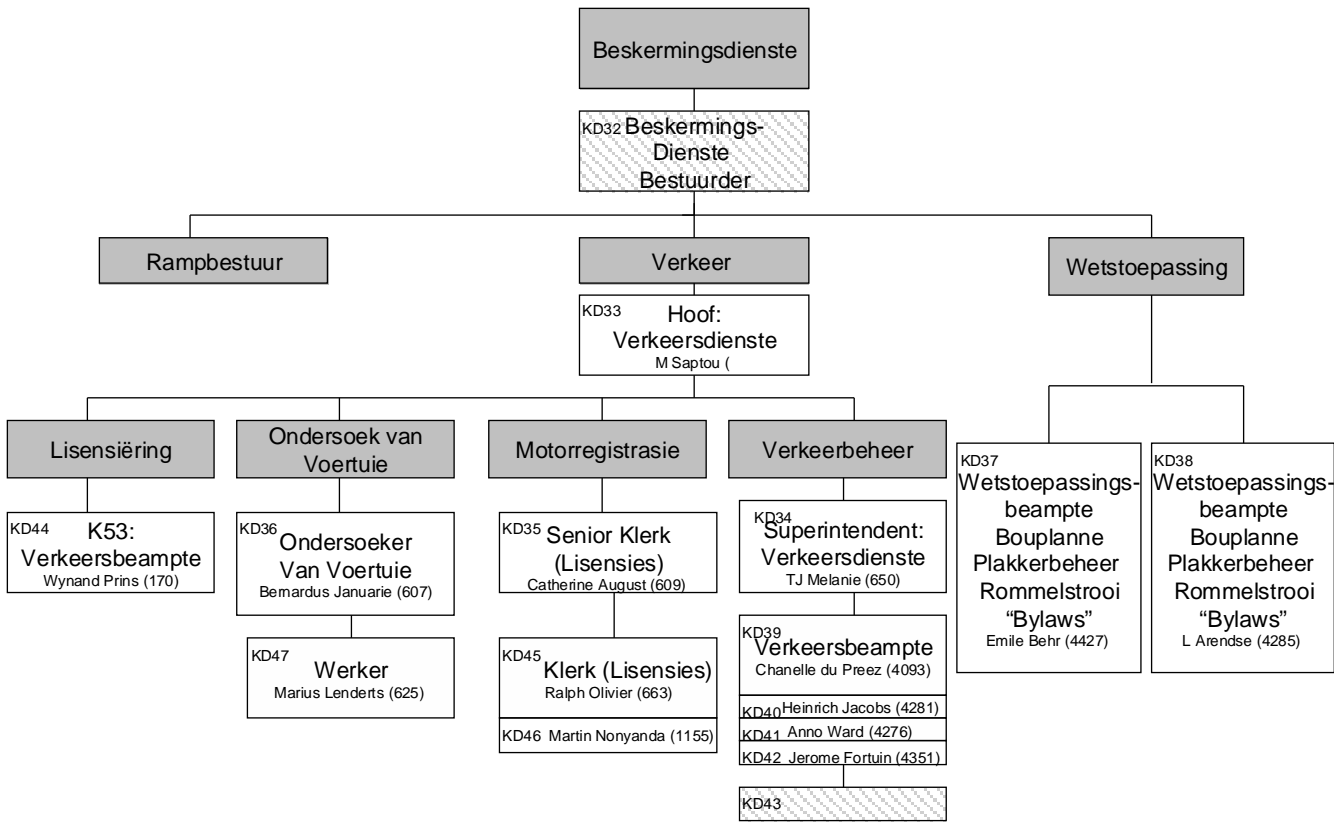 Beskermingsdienste
KD32 Beskermings-
Dienste
Bestuurder
Rampbestuur
Verkeer
Wetstoepassing
KD33 Hoof:
Verkeersdienste
M Saptou (
Lisensiëring
Ondersoek van
Voertuie
Motorregistrasie
Verkeerbeheer
KD44 K53:
Verkeersbeampte
Wynand Prins (170)
KD36 Ondersoeker
Van Voertuie
Bernardus Januarie (607)
KD47 Werker
Marius Lenderts (625)
KD35 Senior Klerk
(Lisensies)
Catherine August (609)
KD45 Klerk (Lisensies)
Ralph Olivier (663)
KD46 Martin Nonyanda (1155)
KD34
Superintendent:
Verkeersdienste
TJ Melanie (650)
KD39
Verkeersbeampte
Chanelle du Preez (4093)
KD40 Heinrich Jacobs (4281)
KD41 Anno Ward (4276)
KD42 Jerome Fortuin (4351)
KD43
KD37
Wetstoepassings-
beampte
Bouplanne
Plakkerbeheer
Rommelstrooi
“Bylaws”
Emile Behr (4427)
KD38
Wetstoepassings-
beampte
Bouplanne
Plakkerbeheer
Rommelstrooi
“Bylaws”
L Arendse (4285)